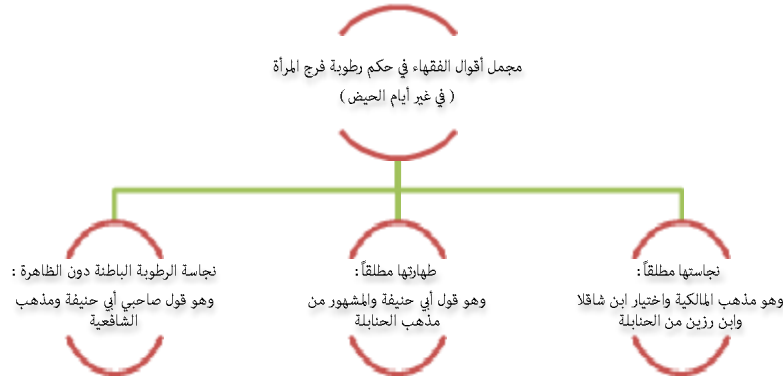 مجمل أقوال الفقهاء في حكم رطوبة فرج المرأة
( في غير أيام الحيض )
نجاستها مطلقاً :
وهو مذهب المالكية واختيار ابن شاقلا
وابن رزين من الحنابلة
طهارتها مطلقاً :
وهو قول أبي حنيفة والمشهور من
مذهب الحنابلة
نجاسة الرطوبة الباطنة دون الظاهرة :
وهو قول صاحبي أبي حنيفة ومذهب
الشافعية